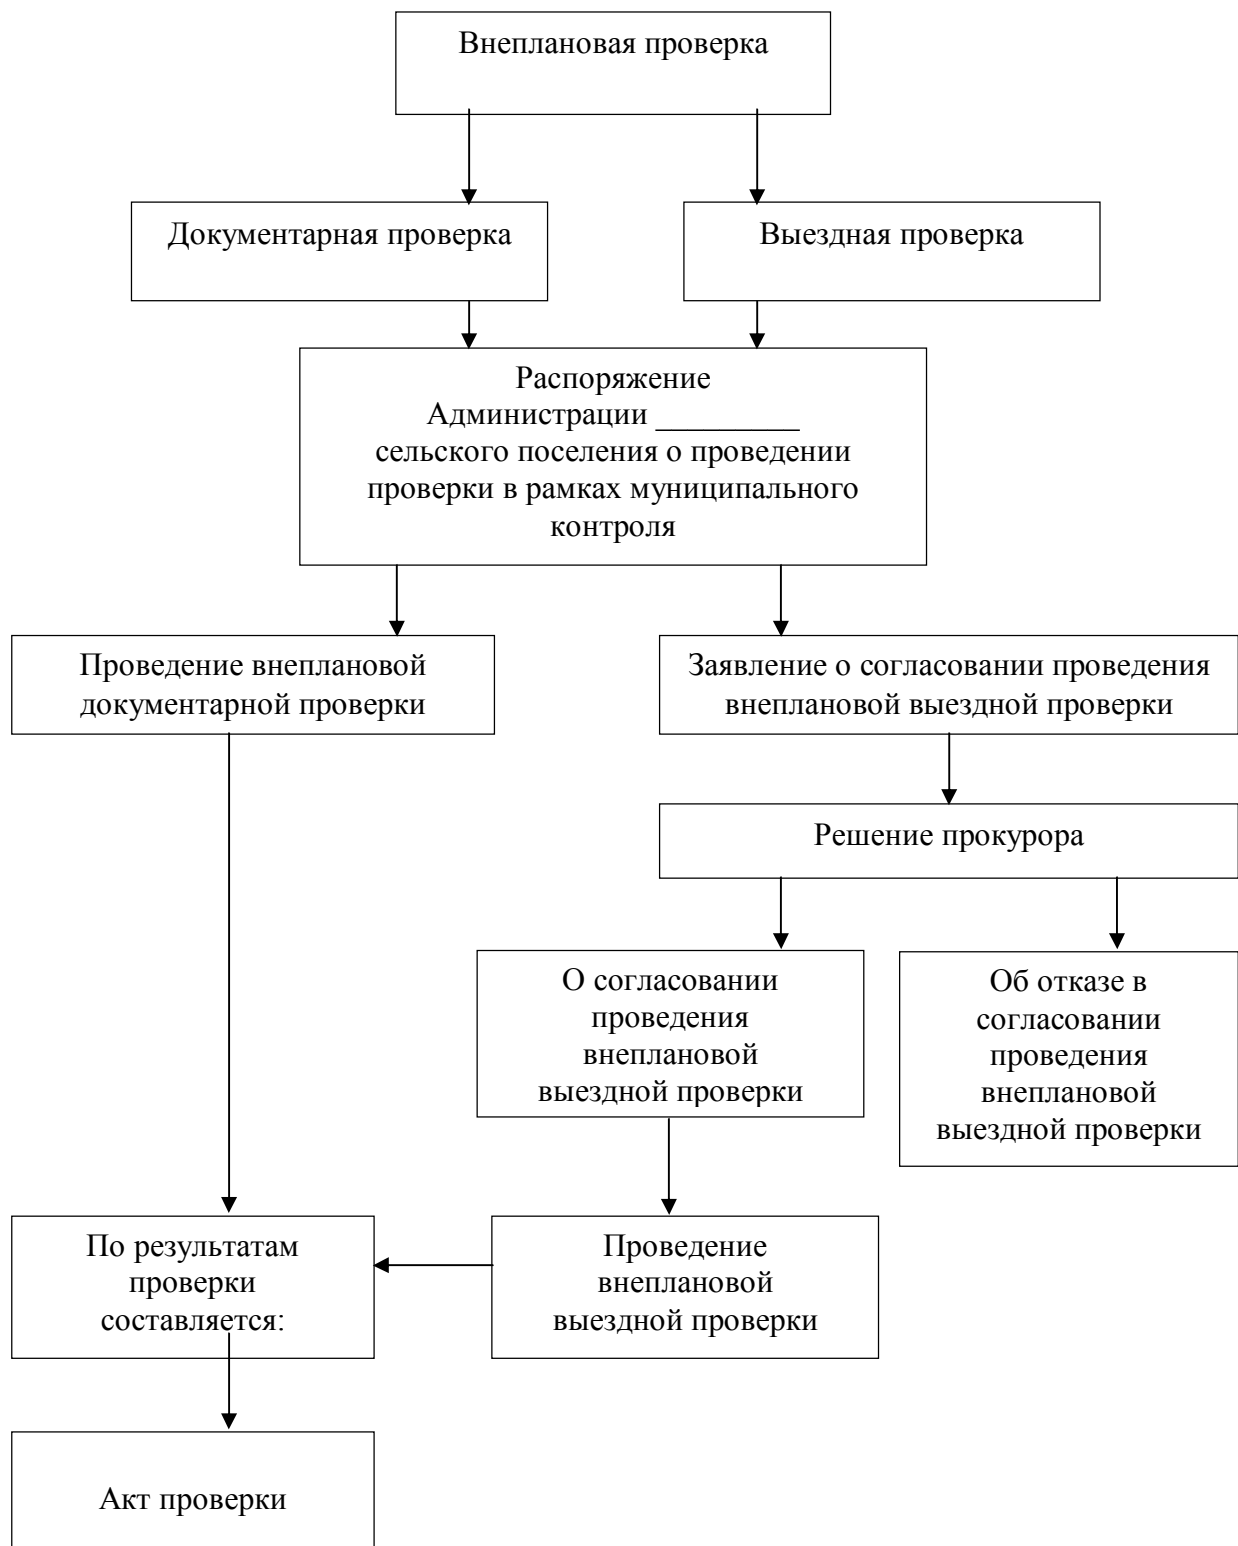 Внеплановая проверка
Документарная проверка
Выездная проверка
Распоряжение
Администрации _________
сельского поселения о проведении
проверки в рамках муниципального
контроля
Проведение внеплановой
документарной проверки
Заявление о согласовании проведения
внеплановой выездной проверки
Решение прокурора
О согласовании
проведения
внеплановой
выездной проверки
Об отказе в
согласовании
проведения
внеплановой
выездной проверки
По результатам
проверки
составляется:
Проведение
внеплановой
выездной проверки
Акт проверки